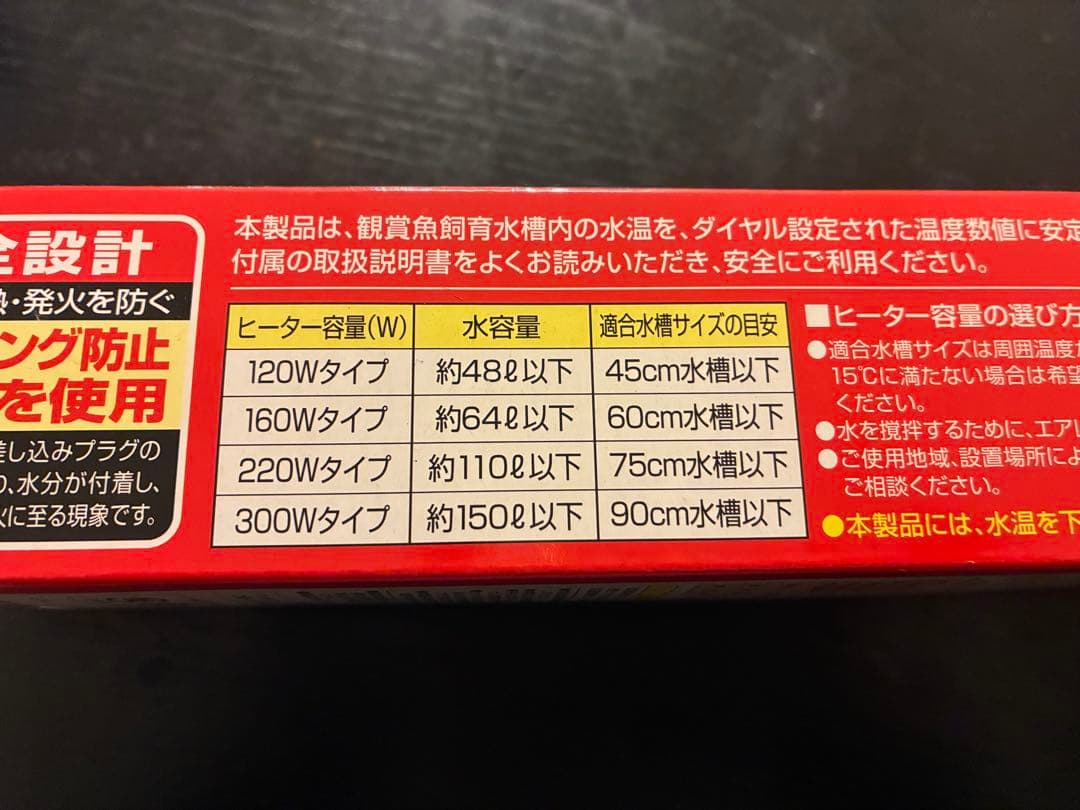 本製品は、観賞魚飼育水槽内の水温を、ダイヤル設定された温度数値に安定
付属の取扱説明書をよくお読みいただき、安全にご利用ください。
全設計
熱・発火を防ぐ
ング防止
を使用
差し込みプラグの
り、水分が付着し、
火に至る現象です。
ヒーター容量(W) 水容量 適合水槽サイズの目安
120Wタイプ 約48ℓ以下 45cm水槽以下
160Wタイプ 約64ℓ以下 60cm水槽以下
220Wタイプ 約110ℓ以下 75cm水槽以下
300Wタイプ 約150ℓ以下 90cm水槽以下
■ヒーター容量の選び方
●適合水槽サイズは周囲温度が
15℃に満たない場合は希望
ください。
●水を撹拌するために、エアレ
●ご使用地域、設置場所によ
ご相談ください。
●本製品には、水温を下